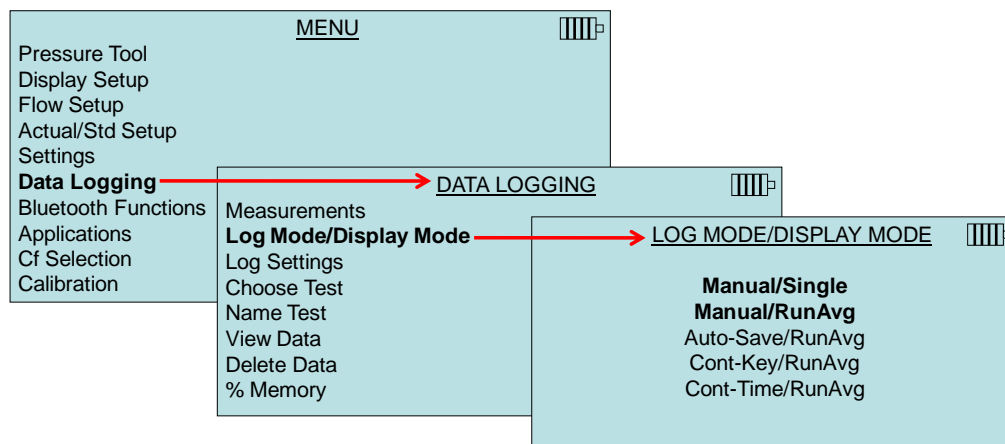 MENU
Pressure Tool
Display Setup
Flow Setup
Actual/Std Setup
Settings
Data Logging
Bluetooth Functions
Applications
Cf Selection
Calibration
DATA LOGGING
Measurements
Log Mode/Display Mode
Log Settings
Choose Test
Name Test
View Data
Delete Data
% Memory
LOG MODE/DISPLAY MODE
Manual/Single
Manual/RunAvg
Auto-Save/RunAvg
Cont-Key/RunAvg
Cont-Time/RunAvg